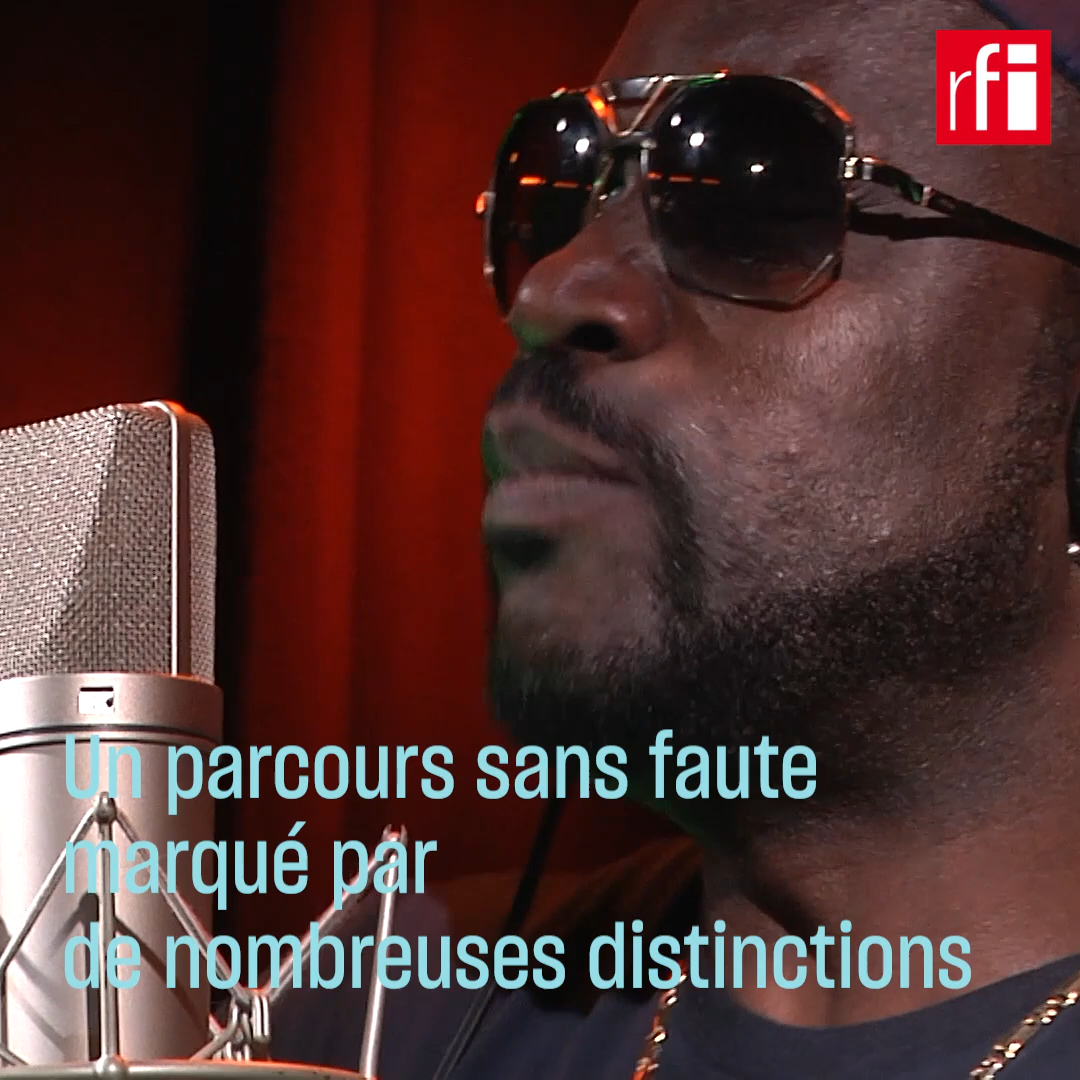 rfi
Un parcours sans faute
marqué par
de nombreuses distinctions